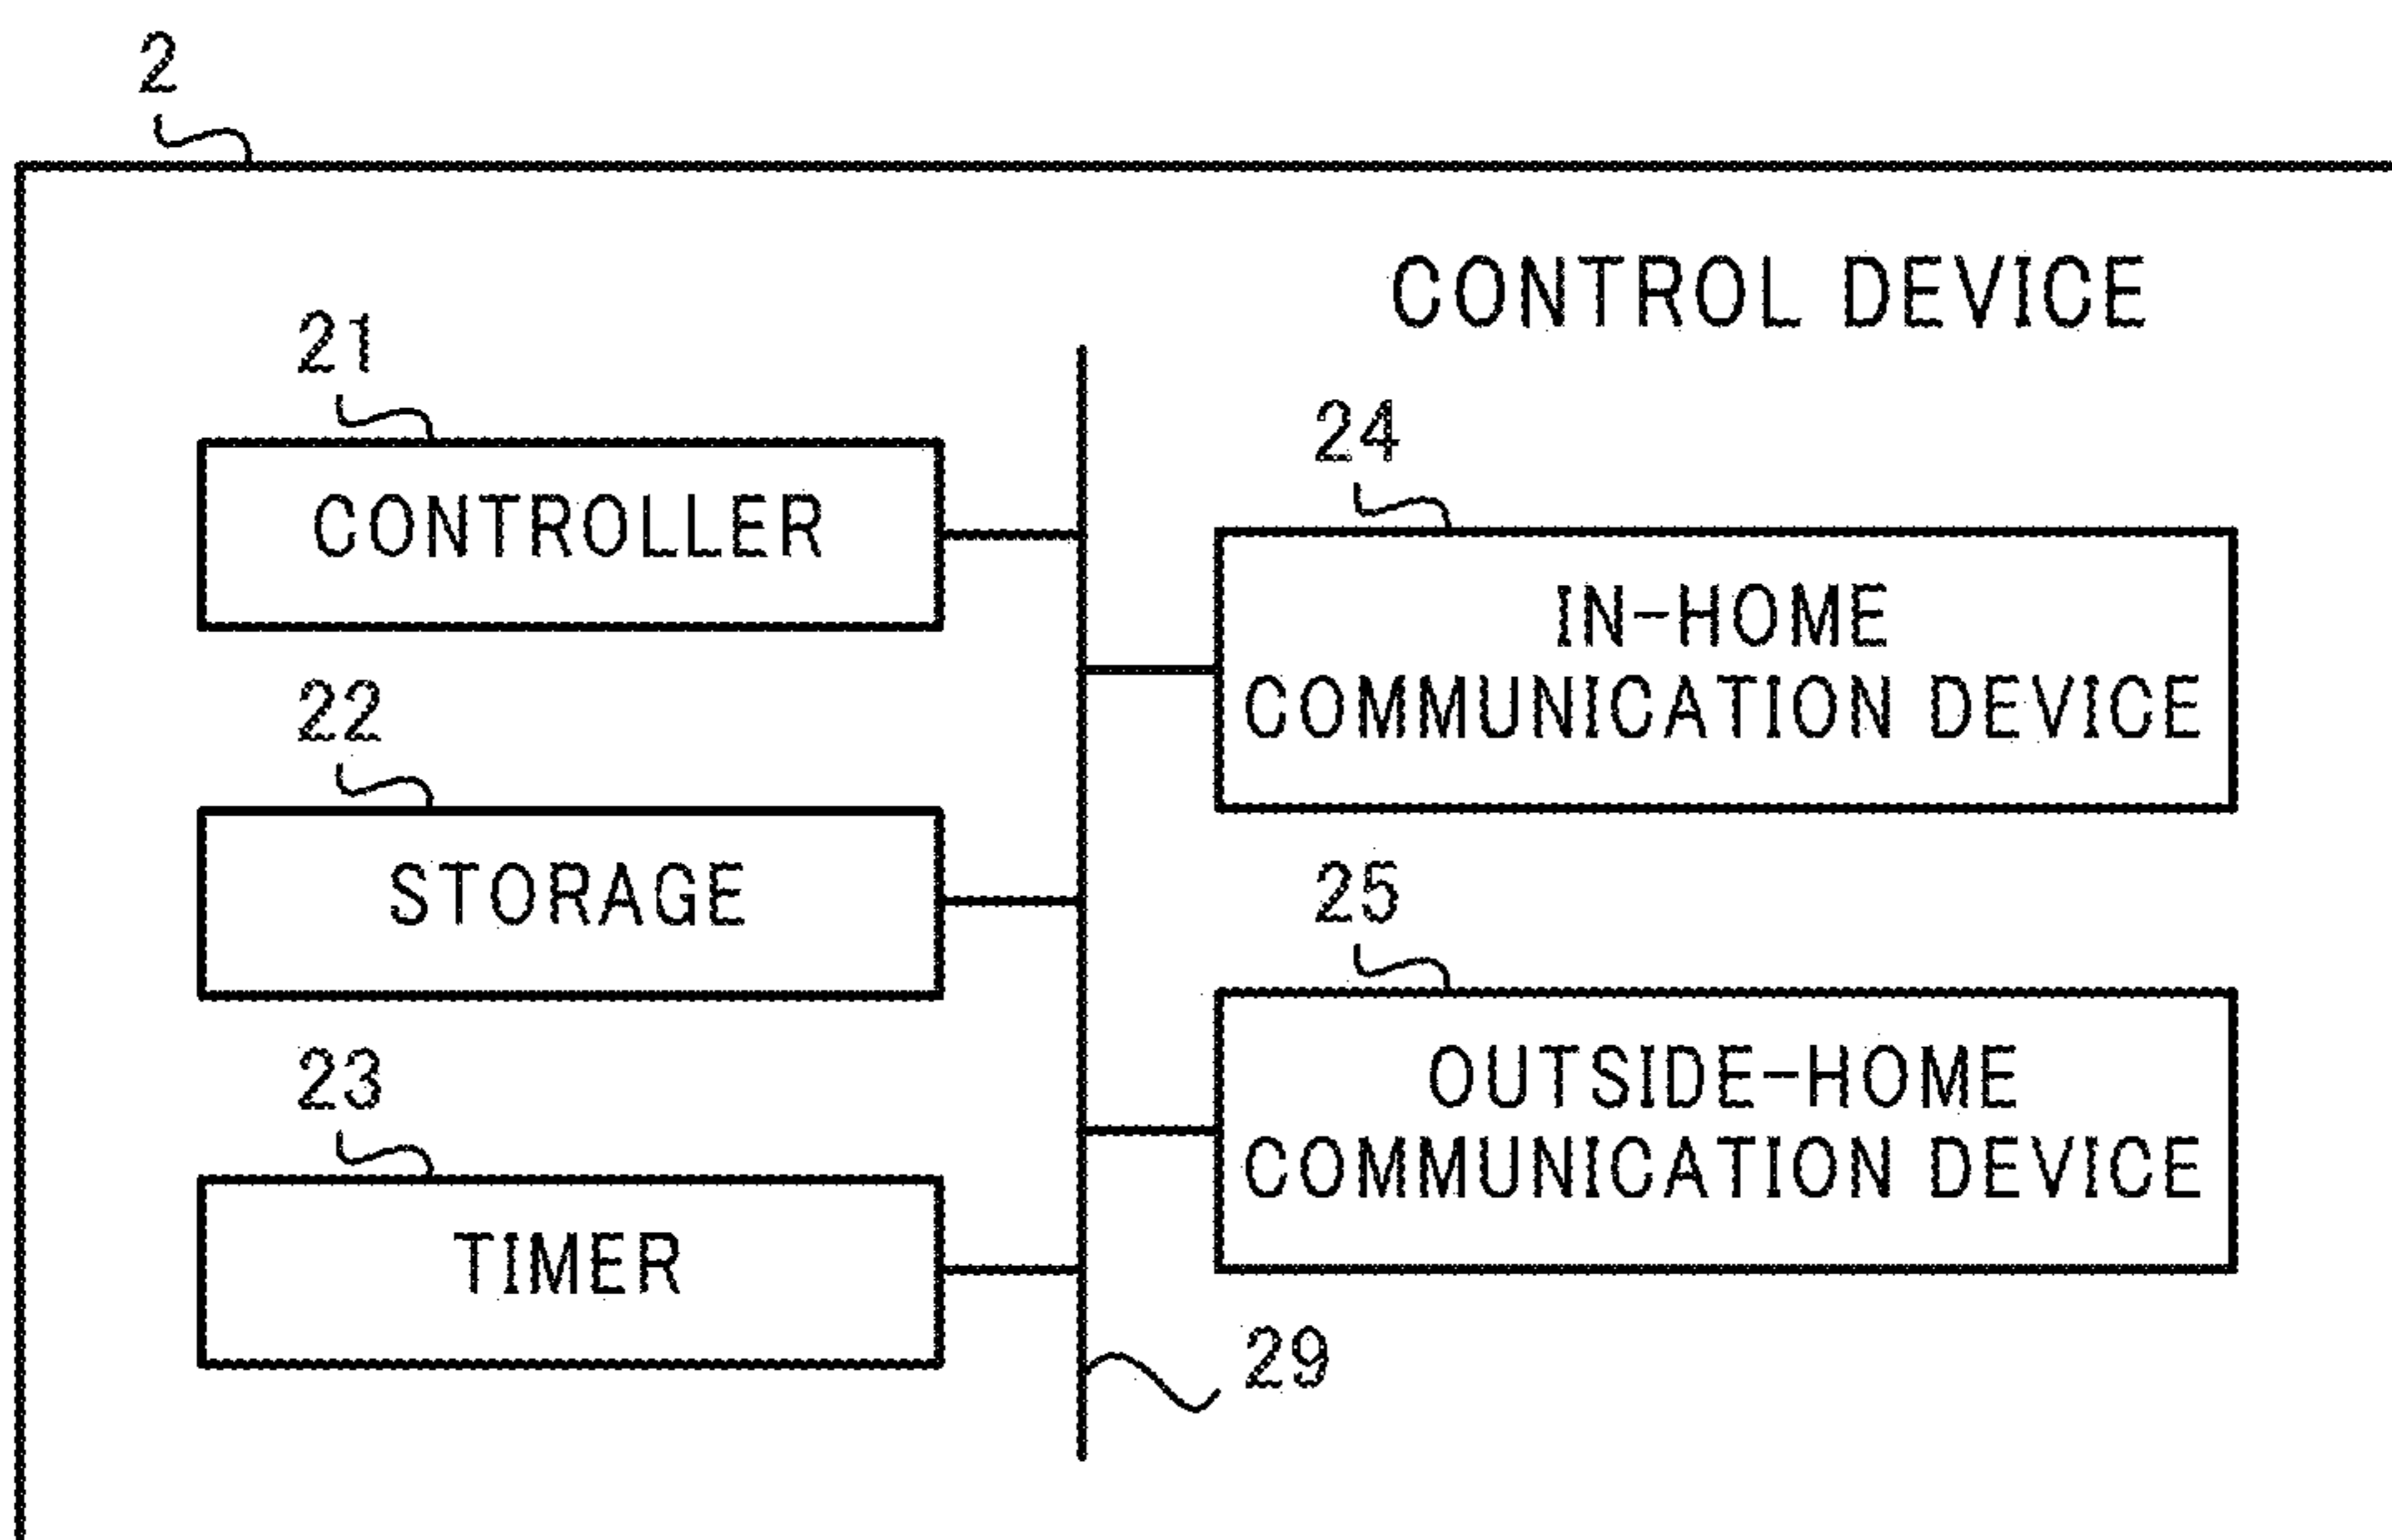 2
CONTROL DEVICE
21
CONTROLLER
22
STORAGE
23
TIMER
24
IN-HOME
COMMUNICATION DEVICE
25
OUTSIDE-HOME
COMMUNICATION DEVICE
29